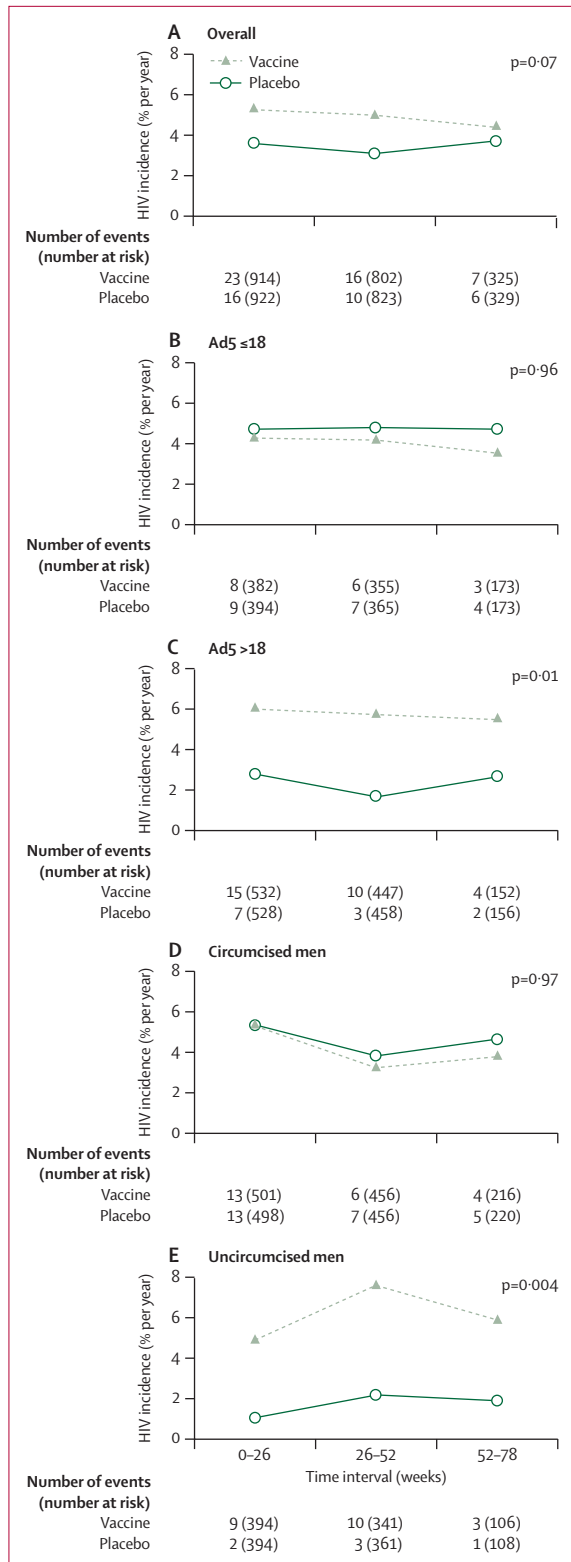 A Overall
8
6
4
2
0
HIV incidence (% per year)
Vaccine
Placebo
p=0·07
Number of events
(number at risk)
Vaccine 23 (914) 16 (802) 7 (325)
Placebo 16 (922) 10 (823) 6 (329)
B Ad5 ≤18
8
6
4
2
0
HIV incidence (% per year)
p=0·96
Number of events
(number at risk)
Vaccine 8 (382) 6 (355) 3 (173)
Placebo 9 (394) 7 (365) 4 (173)
C Ad5 >18
8
6
4
2
0
HIV incidence (% per year)
p=0·01
Number of events
(number at risk)
Vaccine 15 (532) 10 (447) 4 (152)
Placebo 7 (528) 3 (458) 2 (156)
D Circumcised men
8
6
4
2
0
HIV incidence (% per year)
p=0·97
Number of events
(number at risk)
Vaccine 13 (501) 6 (456) 4 (216)
Placebo 13 (498) 7 (456) 5 (220)
E Uncircumcised men
8
6
4
2
0
HIV incidence (% per year)
p=0·004
0–26 26–52 52–78
Time interval (weeks)
Number of events
(number at risk)
Vaccine 9 (394) 10 (341) 3 (106)
Placebo 2 (394) 3 (361) 1 (108)